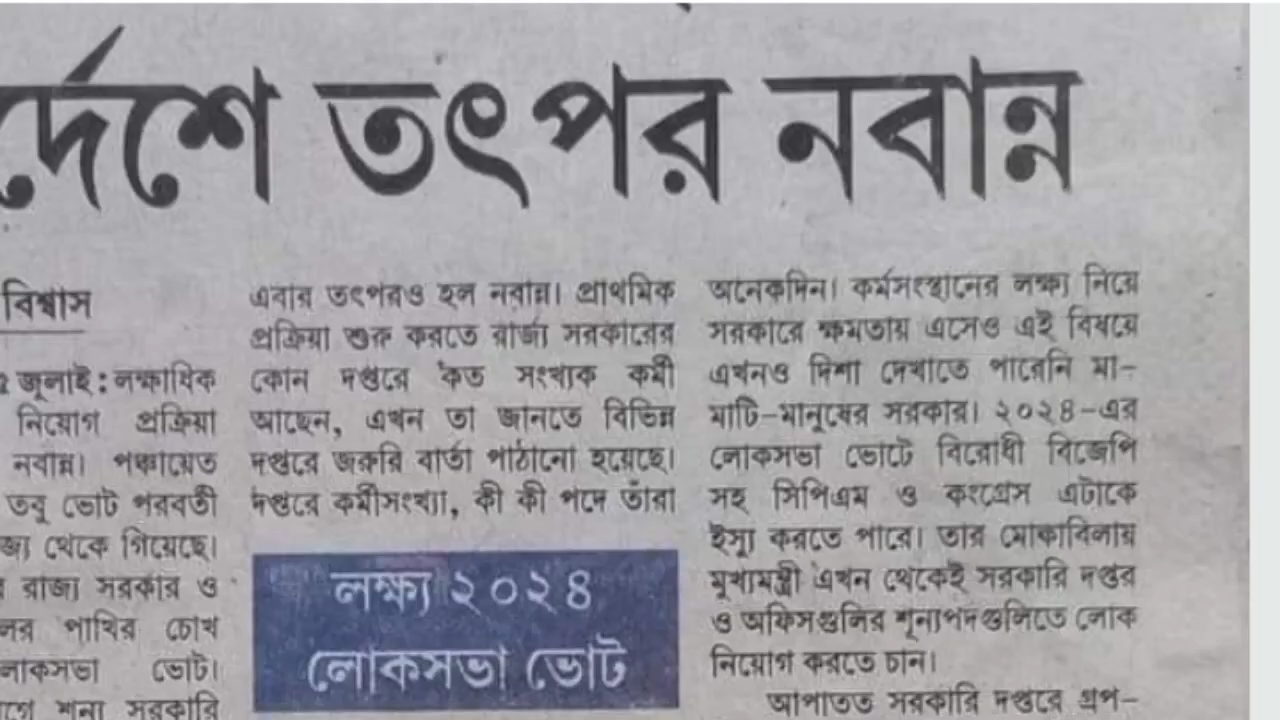 র্দেশে তৎপর নবান্ন
বিশ্বাস
জুলাই : লক্ষাধিক
নিয়োগ প্রক্রিয়া
নবান্ন। পঞ্চায়েত
তবু ভোট পরবর্তী
থেকে গিয়েছে।
রাজ্য সরকার ও
পাখির চোখ
লোকসভা ভোট।
শূন্য সরকারি
এবার তৎপরও হল নবান্ন। প্রাথমিক
প্রক্রিয়া শুরু করতে রাজ্য সরকারের
কোন দপ্তরে কত সংখ্যক কর্মী
আছেন, এখন তা জানতে বিভিন্ন
দপ্তরে জরুরি বার্তা পাঠানো হয়েছে।
দপ্তরে কর্মীসংখ্যা, কী কী পদে তাঁরা
লক্ষ্য ২০২৪
লোকসভা ভোট
অনেকদিন। কর্মসংস্থানের লক্ষ্য নিয়ে
সরকারে ক্ষমতায় এসেও এই বিষয়ে
এখনও দিশা দেখাতে পারেনি মা-
মাটি-মানুষের সরকার। ২০২৪-এর
লোকসভা ভোটে বিরোধী বিজেপি
সহ সিপিএম ও কংগ্রেস এটাকে
ইস্যু করতে পারে। তার মোকাবিলায়
মুখ্যমন্ত্রী এখন থেকেই সরকারি দপ্তর
ও অফিসগুলির শূন্যপদগুলিতে লোক
নিয়োগ করতে চান।
আপাতত সরকারি দপ্তরে গ্রুপ-